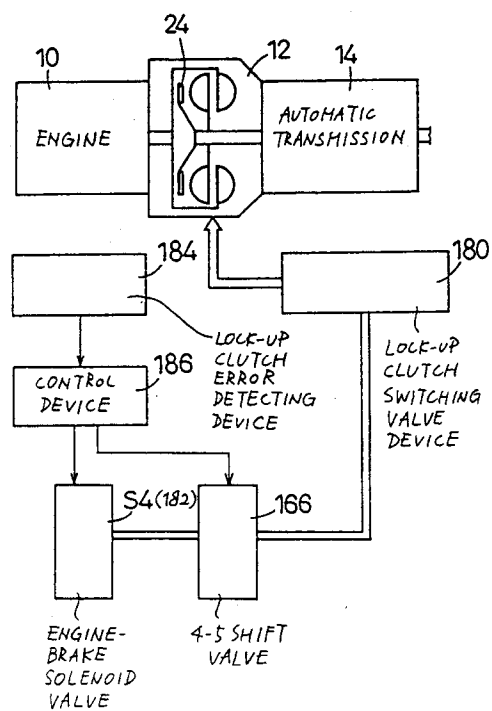 24
12
10
14
ENGINE
AUTOMATIC
TRANSMISSION
184
180
LOCK-UP
CLUTCH
ERROR
DETECTING
DEVICE
LOCK-UP
CLUTCH
SWITCHING
VALVE
DEVICE
CONTROL
DEVICE
186
S4(182)
166
ENGINE-
BRAKE
SOLENOID
VALVE
4-5 SHIFT
VALVE